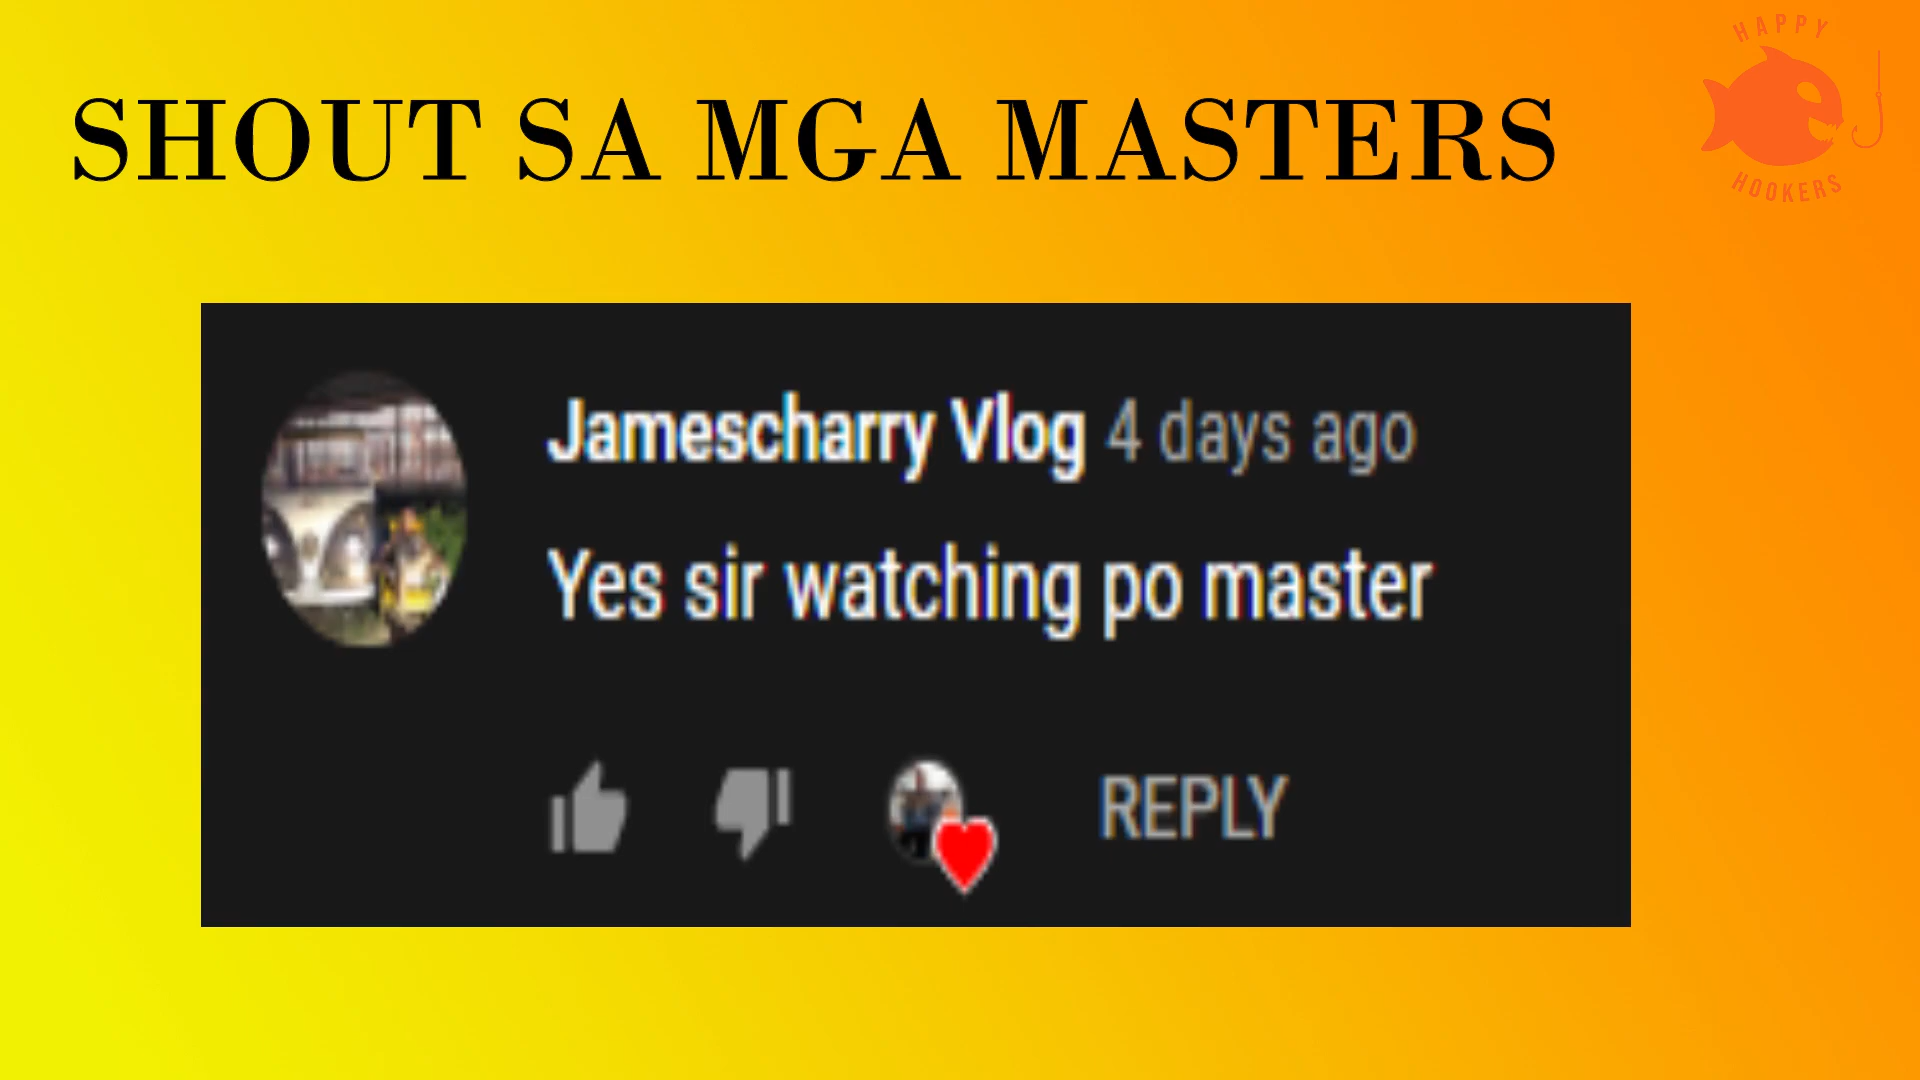 HAPPY
HOOKERS
SHOUT SA MGA MASTERS
Jamescharry Vlog 4 days ago
Yes sir watching po master
REPLY